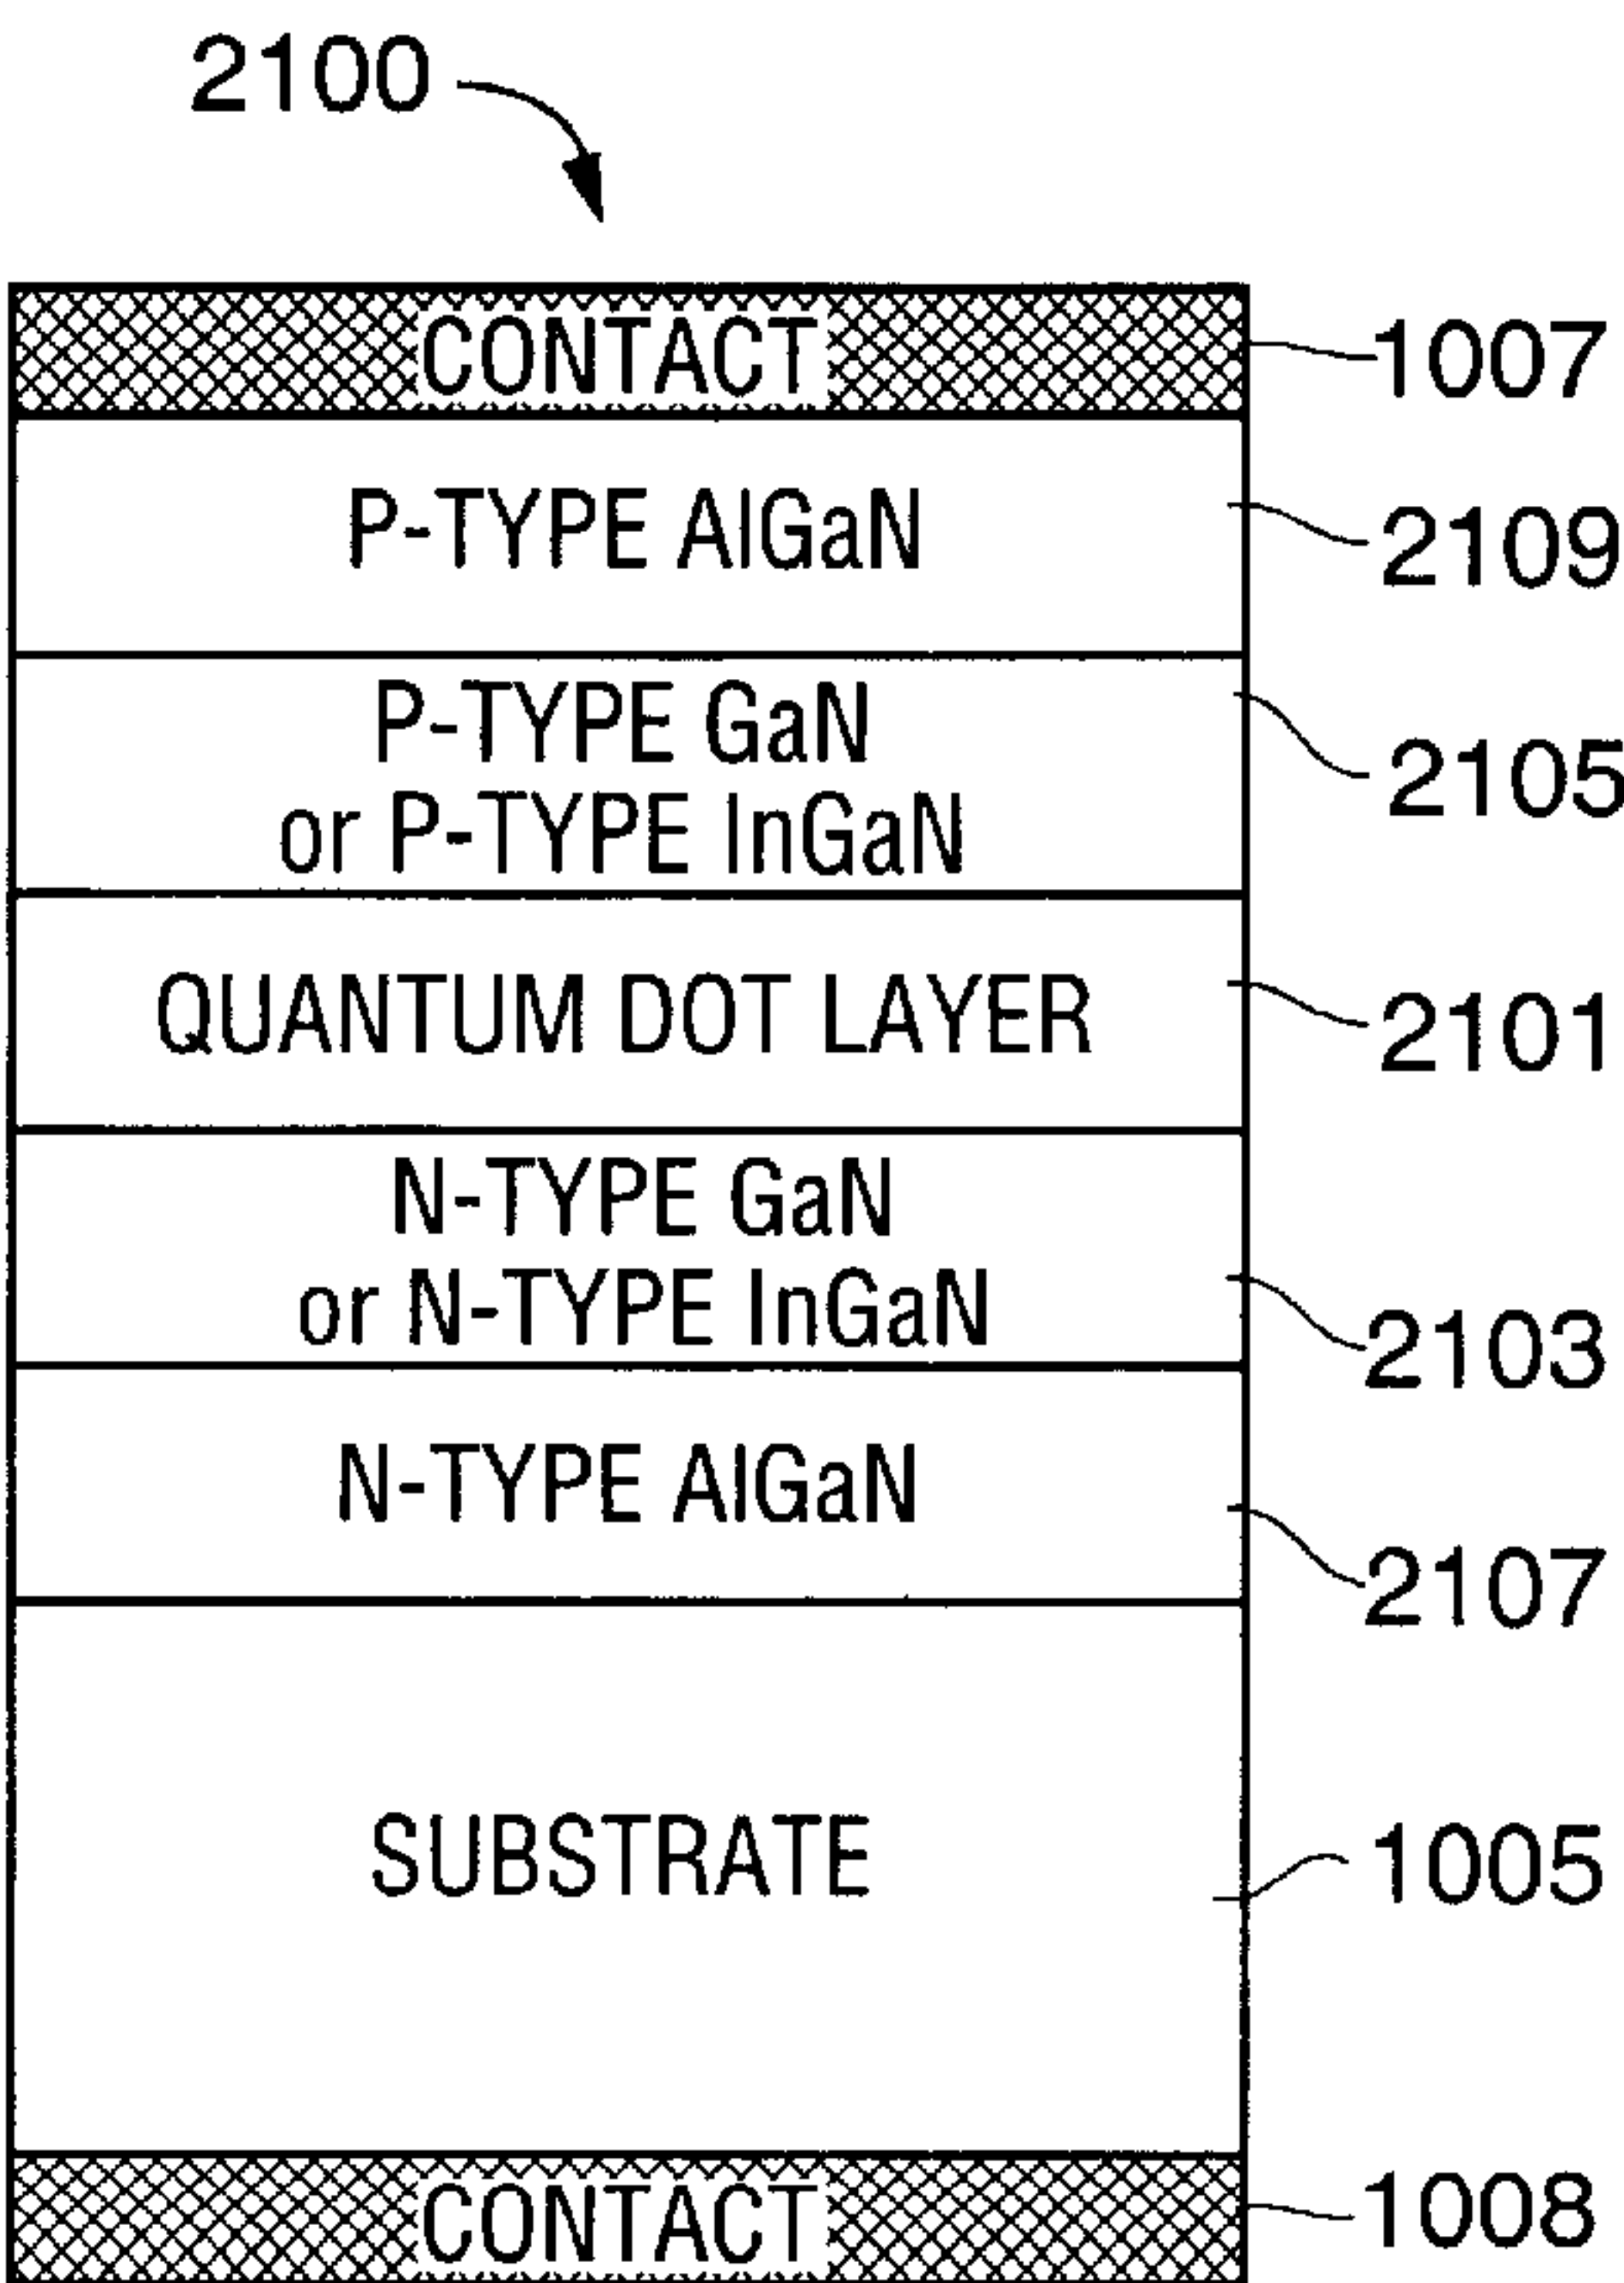 2100
CONTACT
1007
P-TYPE AlGaN
2109
P-TYPE GaN
or P-TYPE InGaN
2105
QUANTUM DOT LAYER
2101
N-TYPE GaN
or N-TYPE InGaN
2103
N-TYPE AlGaN
2107
SUBSTRATE
1005
CONTACT
1008